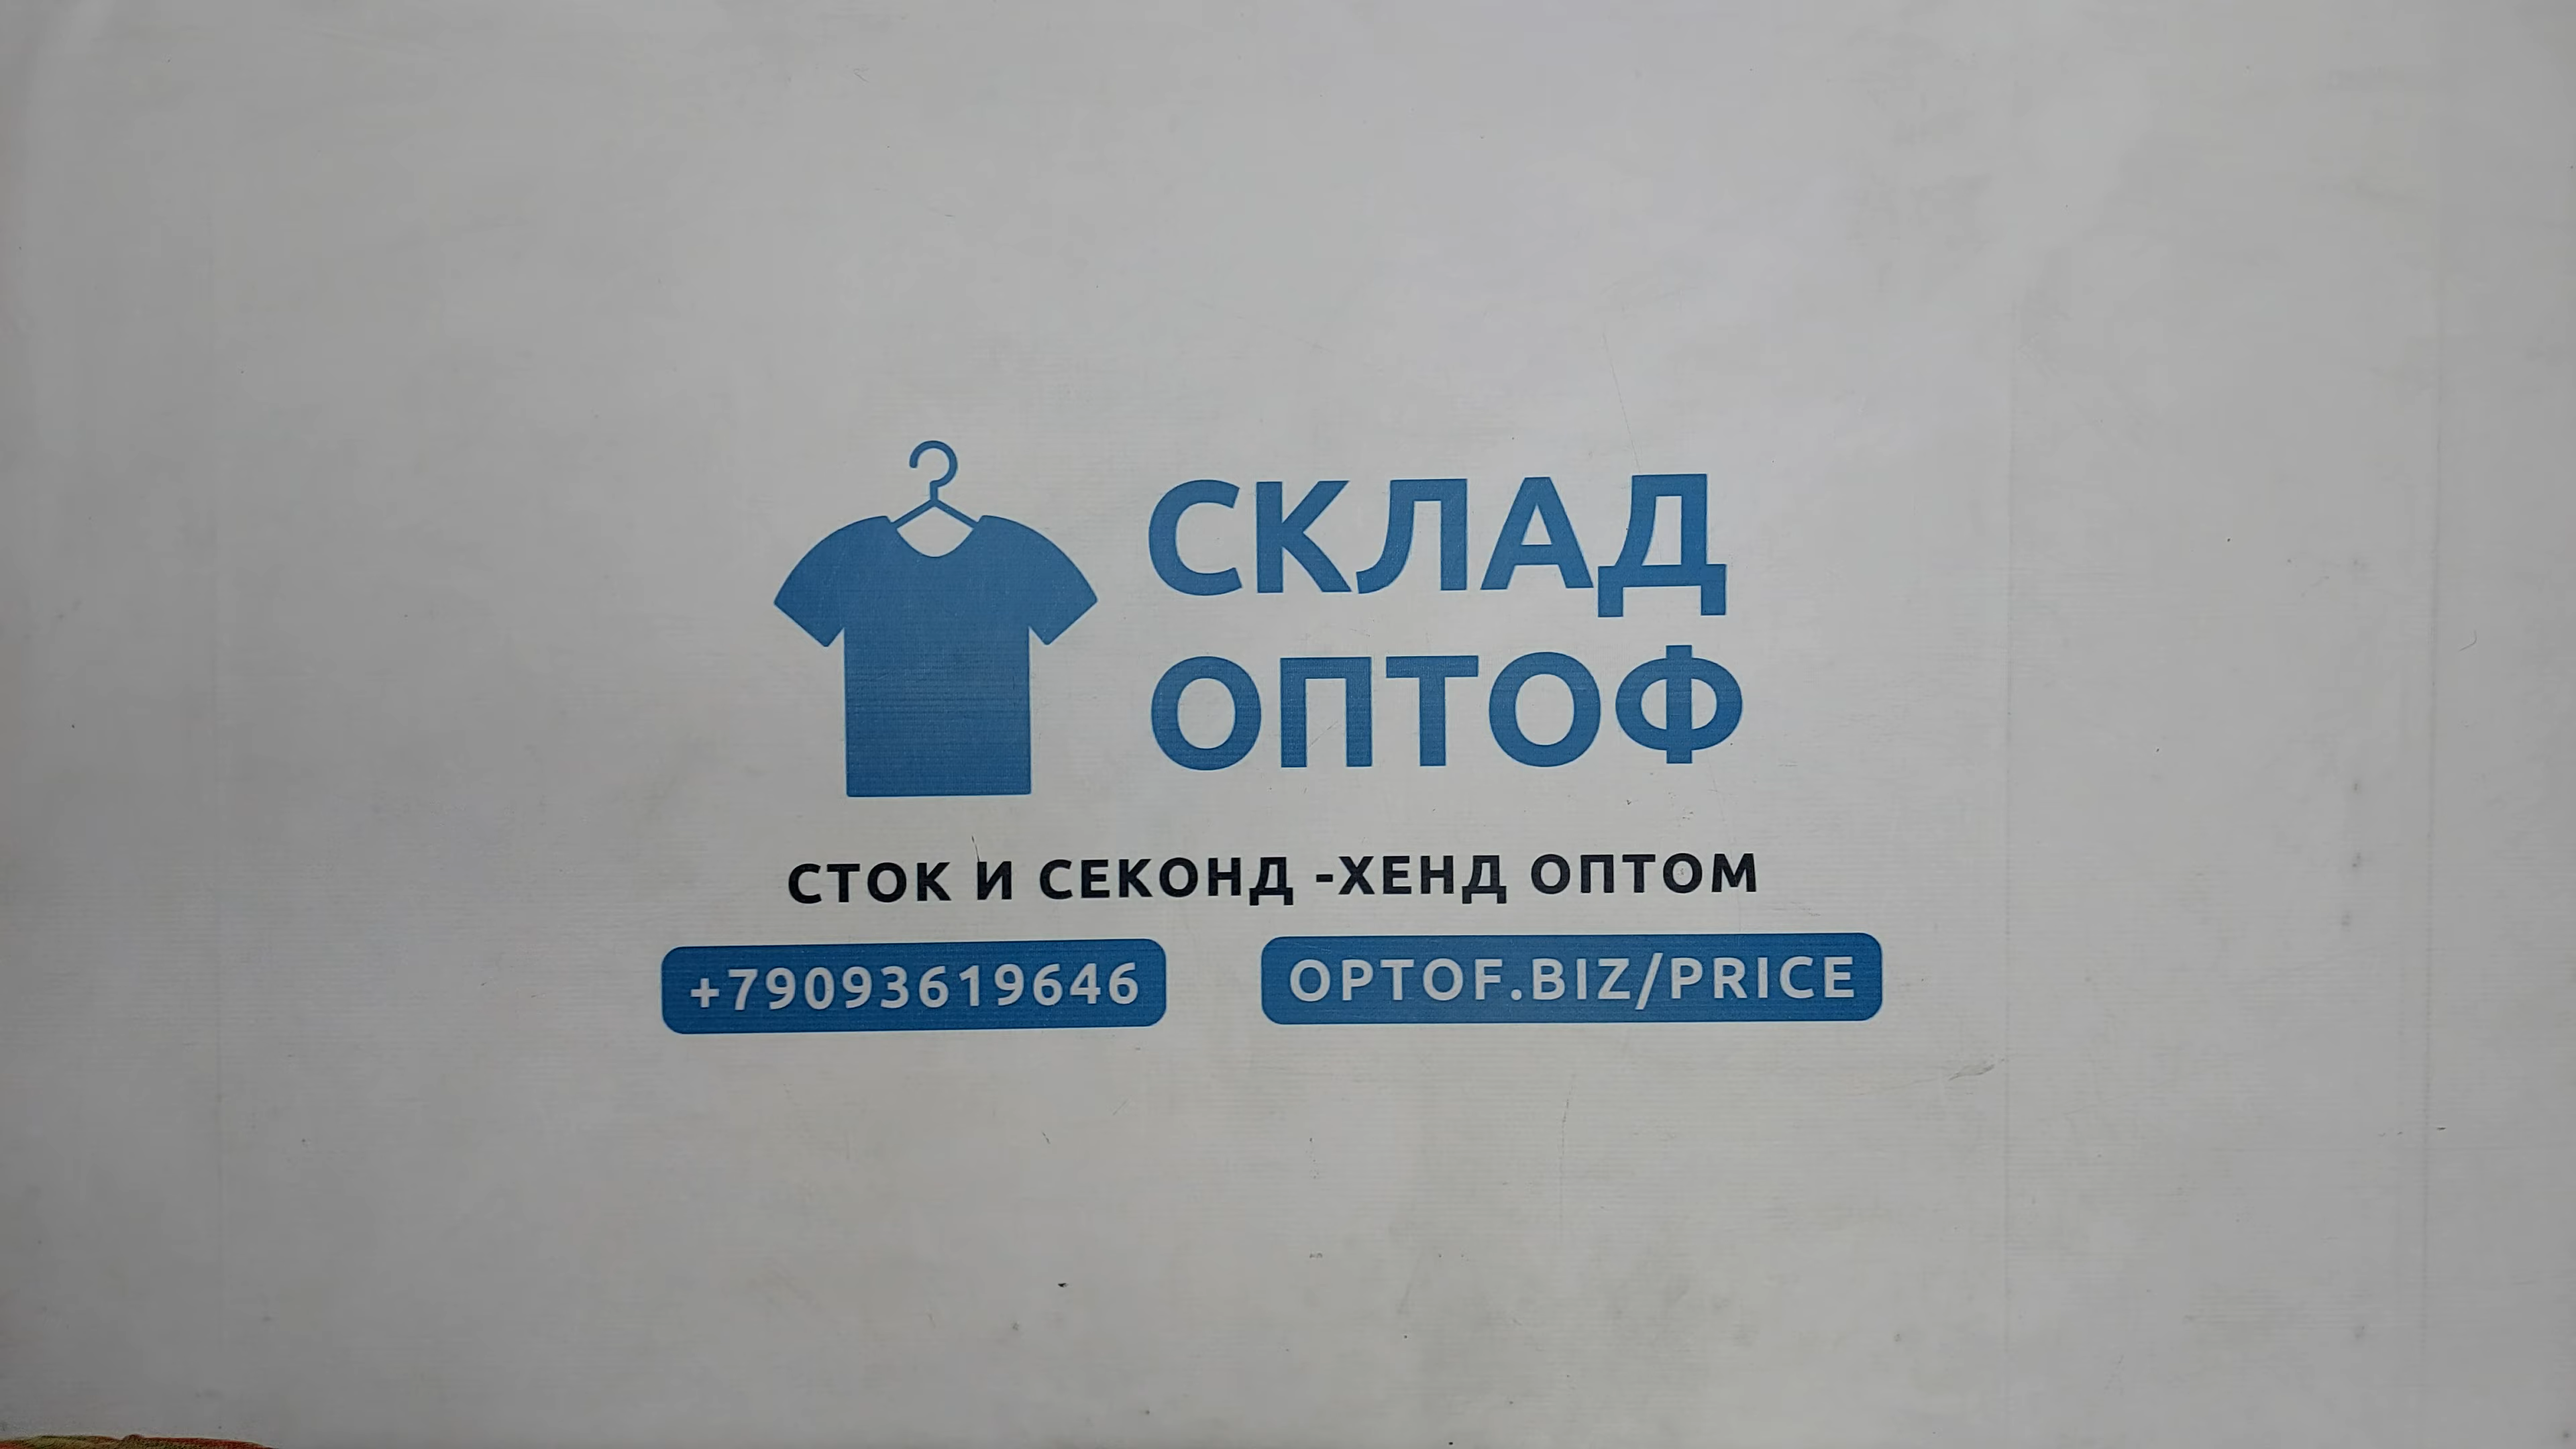 СКЛАД
ОПТОФ
СТОК И СЕКОНД -ХЕНД ОПТОМ
+79093619646
OPTOF.BIZ/PRICE